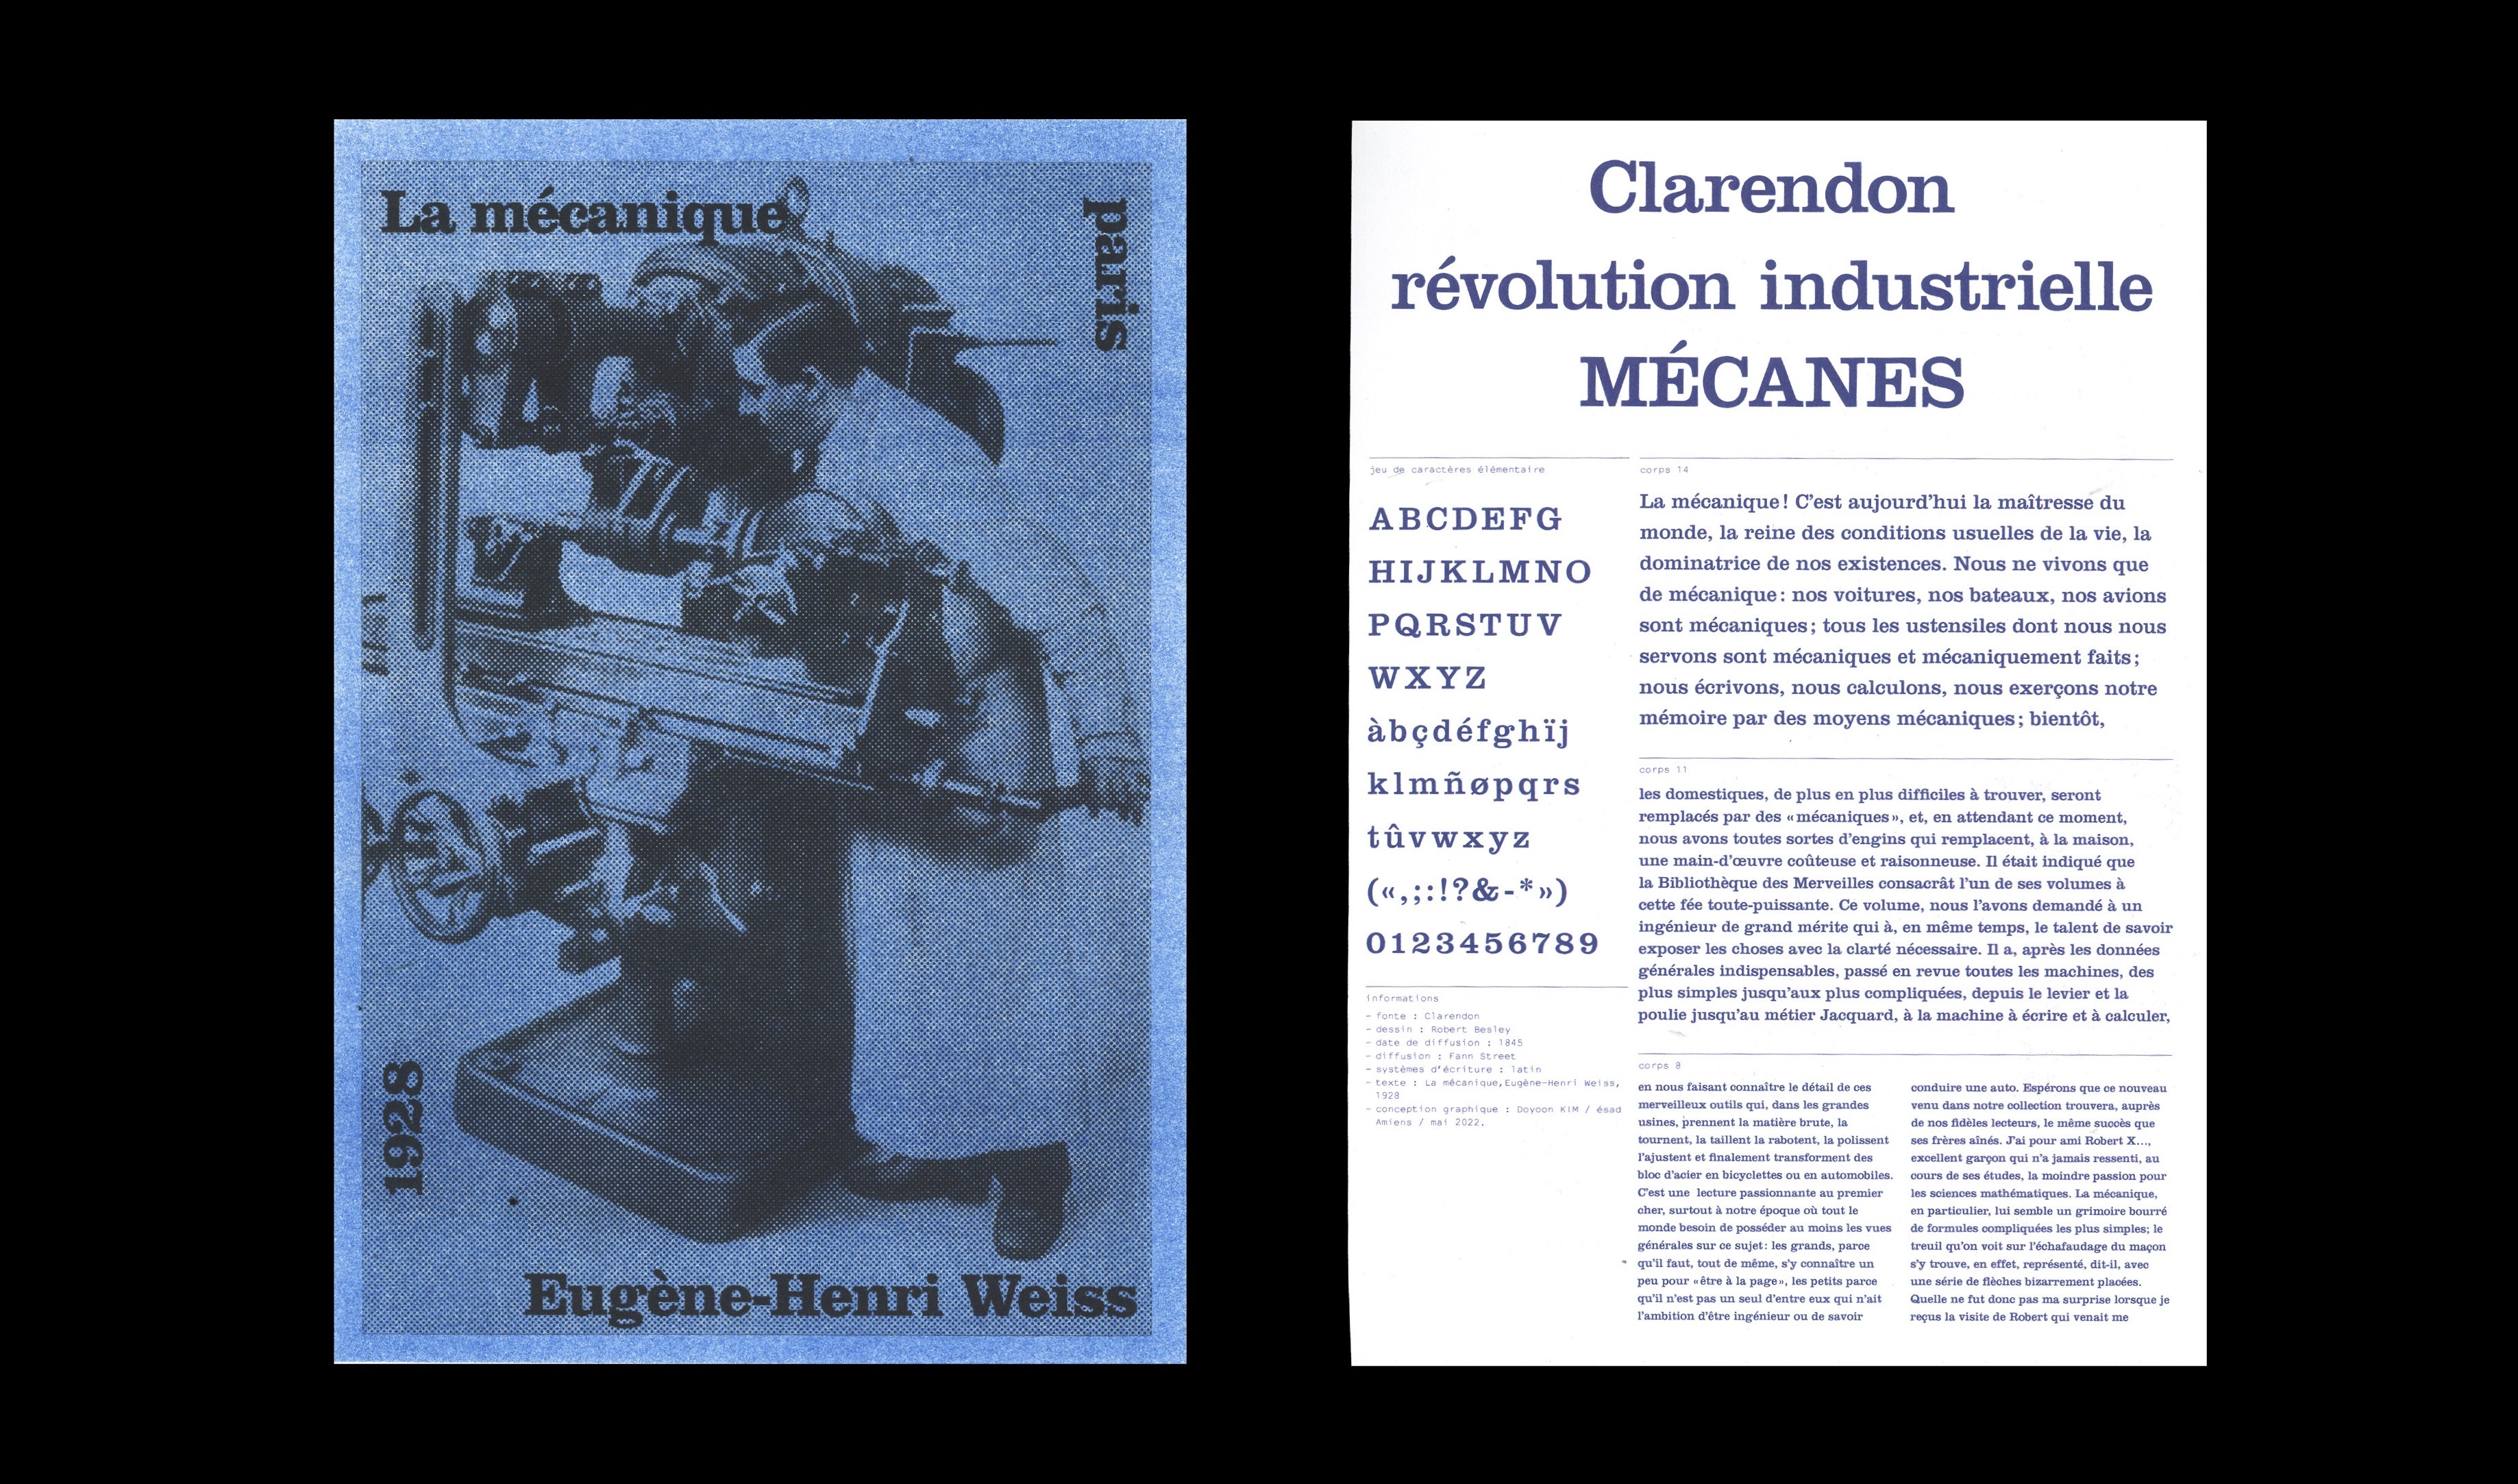 La mécanique
paris
1928
Eugène-Henri Weiss
Clarendon
révolution industrielle
MÉCANES
jeu de caractères élémentaire
ABCDEFG
HIJKLMNO
PQRSTUV
WXYZ
àbçdéfghïj
klmñøpqrs
tûvwxyz
(«,;:!?&-*»)
0123456789
informations
- fonte : Clarendon
- dessin : Robert Besley
- date de diffusion : 1845
- diffusion : Fann Street
- systèmes d'écriture : latin
- texte : La mécanique,Eugène-Henri Weiss,
1928
- conception graphique : Doyoon KIM / ésad
Amiens / mai 2022.
corps 14
La mécanique ! C'est aujourd'hui la maîtresse du
monde, la reine des conditions usuelles de la vie, la
dominatrice de nos existences. Nous ne vivons que
de mécanique : nos voitures, nos bateaux, nos avions
sont mécaniques ; tous les ustensiles dont nous nous
servons sont mécaniques et mécaniquement faits ;
nous écrivons, nous calculons, nous exerçons notre
mémoire par des moyens mécaniques ; bientôt,
corps 11
les domestiques, de plus en plus difficiles à trouver, seront
remplacés par des «mécaniques», et, en attendant ce moment,
nous avons toutes sortes d'engins qui remplacent, à la maison,
une main-d'œuvre coûteuse et raisonneuse. Il était indiqué que
la Bibliothèque des Merveilles consacrât l'un de ses volumes à
cette fée toute-puissante. Ce volume, nous l'avons demandé à un
ingénieur de grand mérite qui à, en même temps, le talent de savoir
exposer les choses avec la clarté nécessaire. Il a, après les données
générales indispensables, passé en revue toutes les machines, des
plus simples jusqu'aux plus compliquées, depuis le levier et la
poulie jusqu'au métier Jacquard, à la machine à écrire et à calculer,
corps 8
en nous faisant connaître le détail de ces
merveilleux outils qui, dans les grandes
usines, prennent la matière brute, la
tournent, la taillent la rabotent, la polissent
l'ajustent et finalement transforment des
bloc d'acier en bicyclettes ou en automobiles.
C'est une lecture passionnante au premier
cher, surtout à notre époque où tout le
monde besoin de posséder au moins les vues
générales sur ce sujet : les grands, parce
qu'il faut, tout de même, s'y connaître un
peu pour «être à la page», les petits parce
qu'il n'est pas un seul d'entre eux qui n'ait
l'ambition d'être ingénieur ou de savoir
conduire une auto. Espérons que ce nouveau
venu dans notre collection trouvera, auprès
de nos fidèles lecteurs, le même succès que
ses frères aînés. J'ai pour ami Robert X...,
excellent garçon qui n'a jamais ressenti, au
cours de ses études, la moindre passion pour
les sciences mathématiques. La mécanique,
en particulier, lui semble un grimoire bourré
de formules compliquées les plus simples; le
treuil qu'on voit sur l'échafaudage du maçon
s'y trouve, en effet, représenté, dit-il, avec
une série de flèches bizarrement placées.
Quelle ne fut donc pas ma surprise lorsque je
reçus la visite de Robert qui venait me